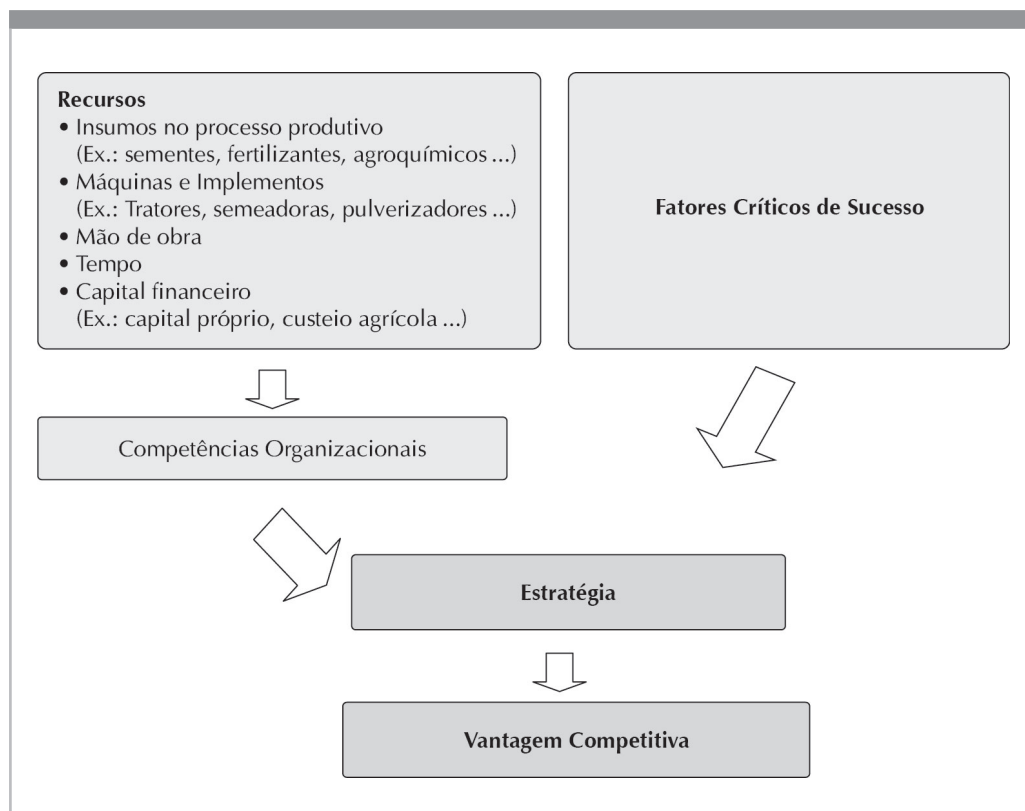 Recursos
• Insumos no processo produtivo
(Ex.: sementes, fertilizantes, agroquímicos ...)
• Máquinas e Implementos
(Ex.: Tratores, semeadoras, pulverizadores ...)
• Mão de obra
• Tempo
• Capital financeiro
(Ex.: capital próprio, custeio agrícola ...)
Fatores Críticos de Sucesso
Competências Organizacionais
Estratégia
Vantagem Competitiva